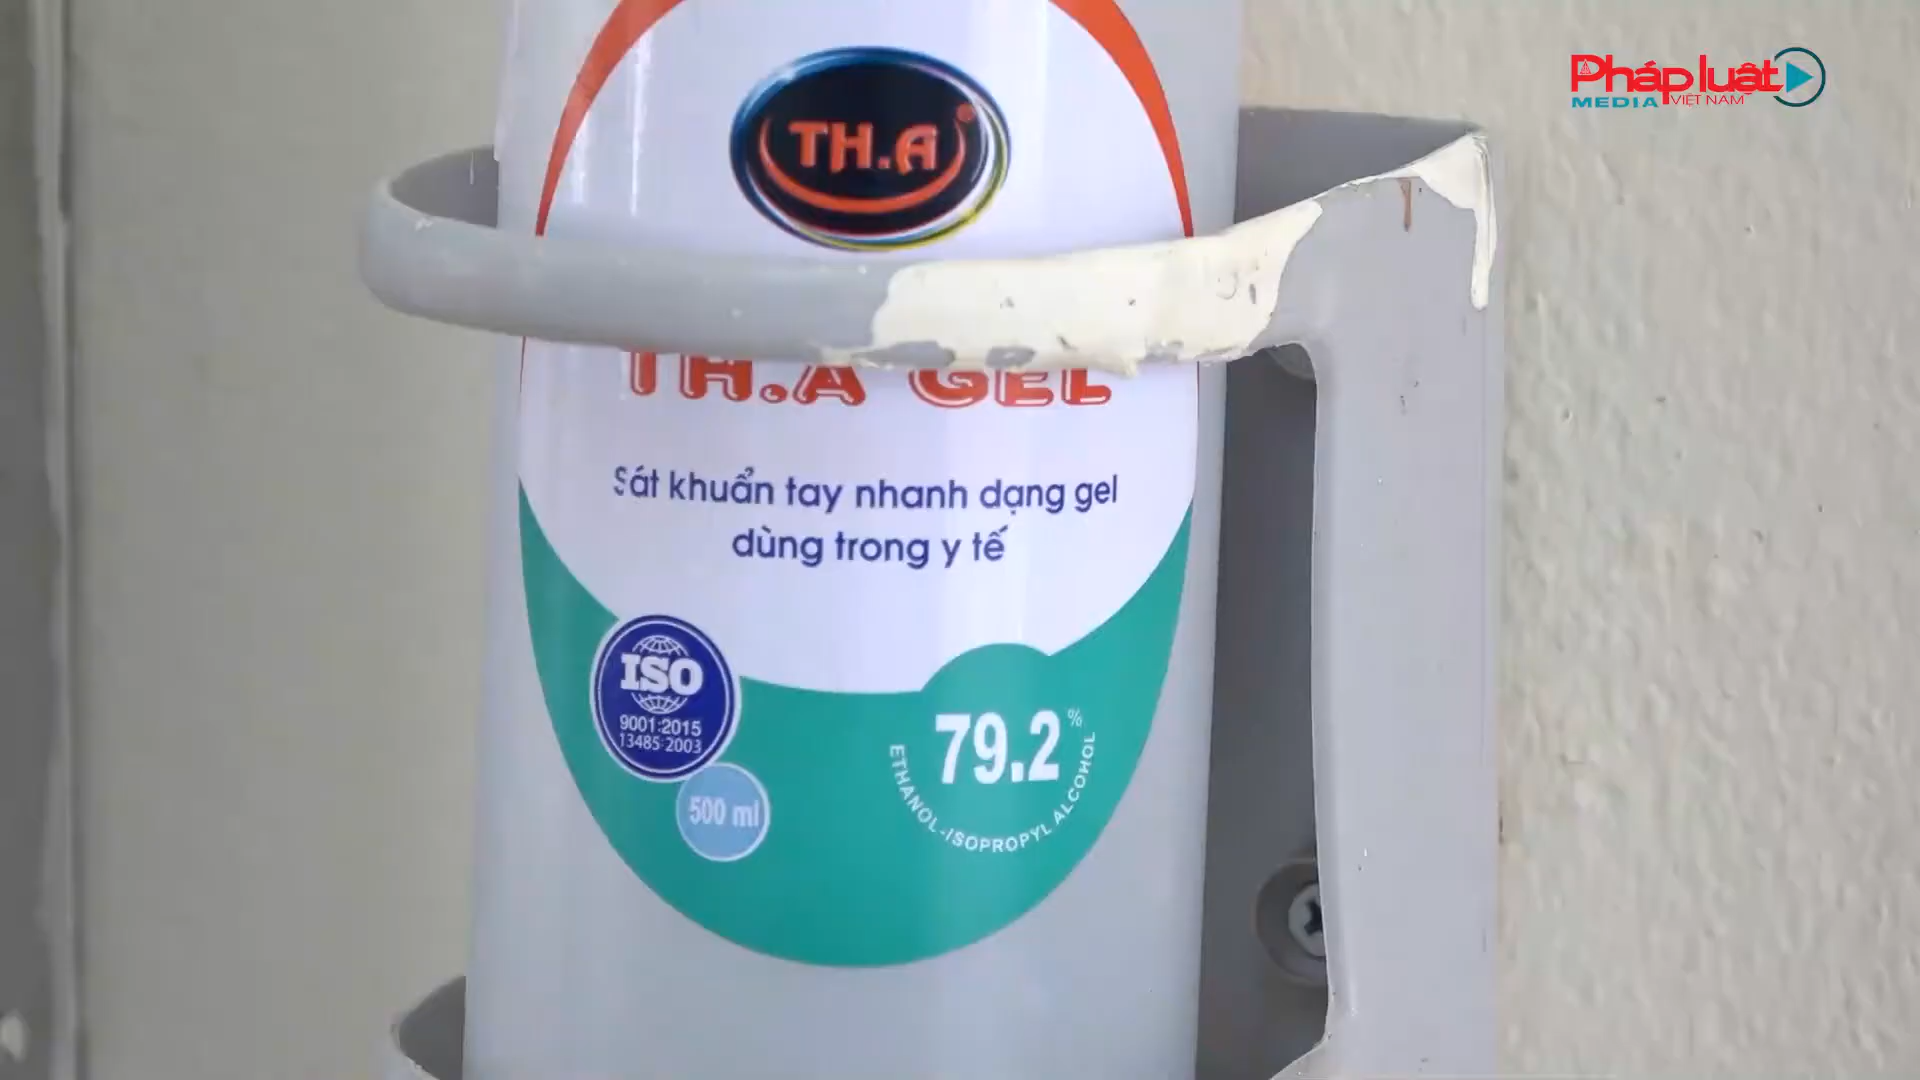 Pháp luật
MEDIA VIỆT NAM
TH.A®
TH.A GEL
Sát khuẩn tay nhanh dạng gel
dùng trong y tế
ISO
9001:2015
13485:2003
500 ml
79.2%
ETHANOL-ISOPROPYL ALCOHOL